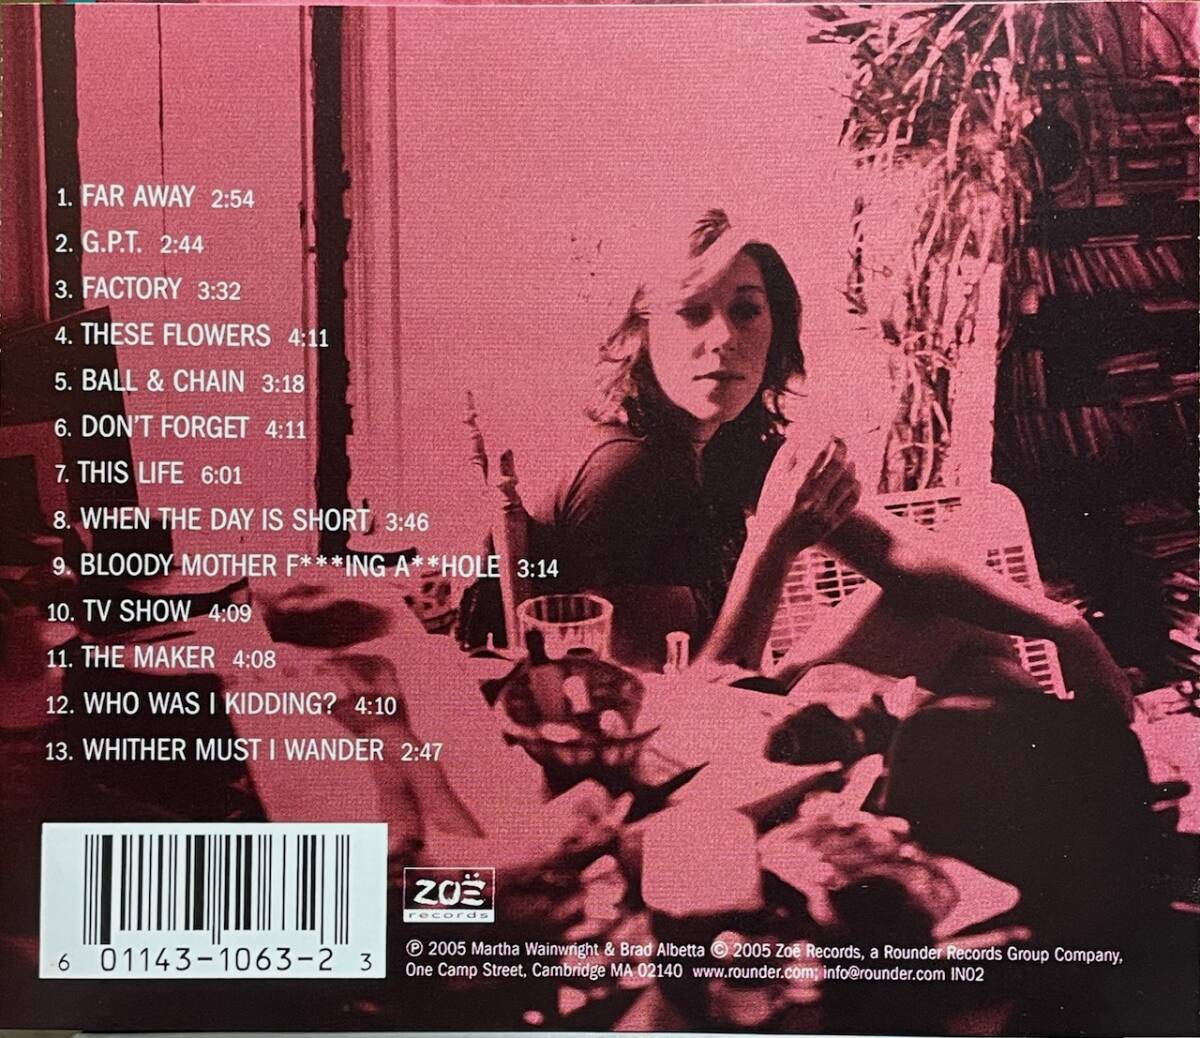 1. FAR AWAY 2:54
2. G.P.T. 2:44
3. FACTORY 3:32
4. THESE FLOWERS 4:11
5. BALL & CHAIN 3:18
6. DON'T FORGET 4:11
7. THIS LIFE 6:01
8. WHEN THE DAY IS SHORT 3:46
9. BLOODY MOTHER F***ING A**HOLE 3:14
10. TV SHOW 4:09
11. THE MAKER 4:08
12. WHO WAS I KIDDING? 4:10
13. WHITHER MUST I WANDER 2:47
6 01143-1063-2 3
ZOË
records
℗ 2005 Martha Wainwright & Brad Albetta © 2005 Zoë Records, a Rounder Records Group Company,
One Camp Street, Cambridge MA 02140 www.rounder.com; info@rounder.com IN02